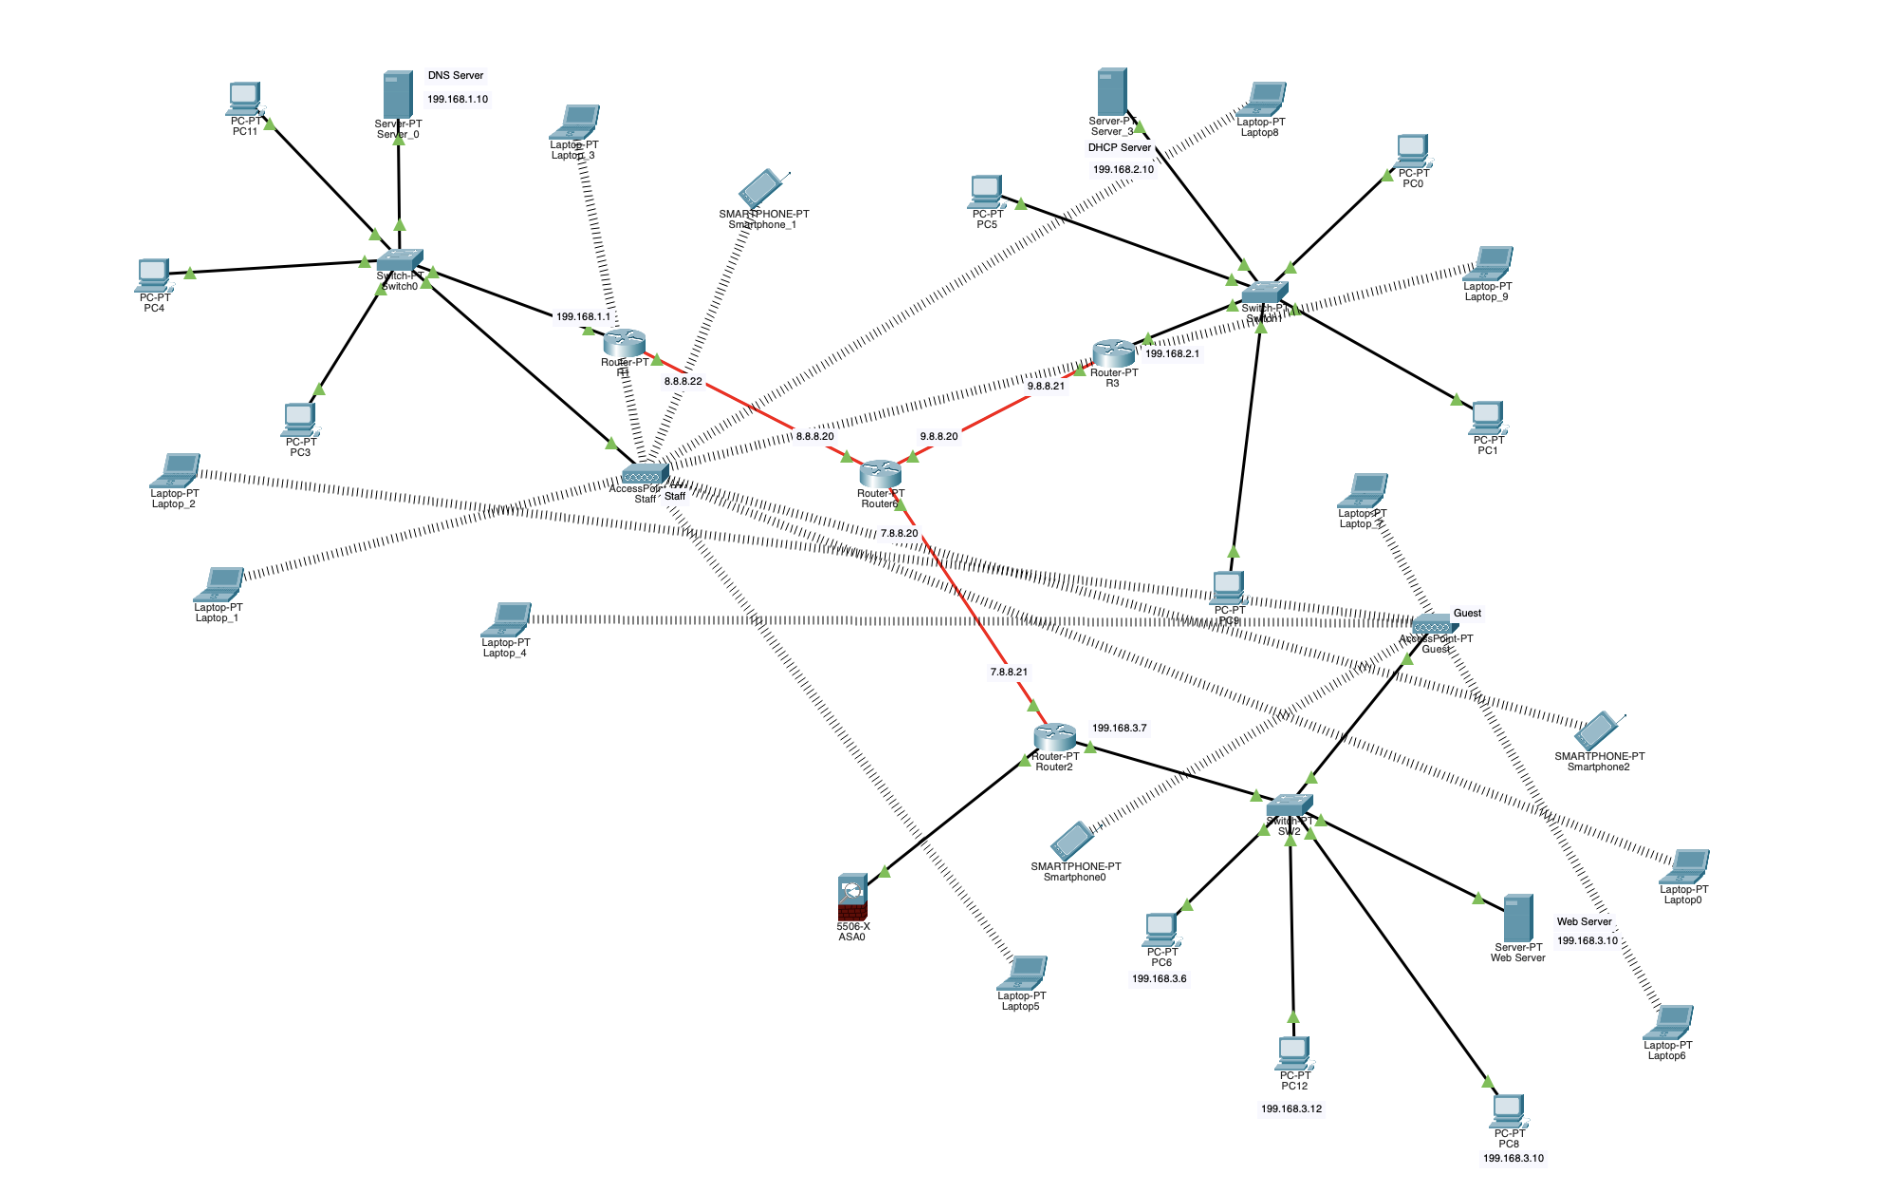 DNS Server
199.168.1.10
PC-PT
PC11
Server-PT
Server_0
Laptop-PT
Laptop_3
SMARTPHONE-PT
Smartphone_1
Server-PT
Server_3
DHCP Server
199.168.2.10
Laptop-PT
Laptop8
PC-PT
PC0
PC-PT
PC5
Laptop-PT
Laptop_9
PC-PT
PC4
Switch-PT
Switch0
199.168.1.1
Router-PT
R1
8.8.8.22
Switch-PT
Switch1
199.168.2.1
Router-PT
R3
9.8.8.21
PC-PT
PC3
PC-PT
PC1
8.8.8.20
9.8.8.20
Laptop-PT
Laptop_2
Staff
Staff
Router-PT
7.8.8.20
Laptop-PT
Laptop-PT
Laptop_1
Laptop-PT
Laptop_4
PC-PT
PC9
Guest
AccessPoint-PT
Guest
7.8.8.21
199.168.3.7
Router-PT
Router2
SMARTPHONE-PT
Smartphone2
Switch-PT
SW2
SMARTPHONE-PT
Smartphone0
Laptop-PT
Laptop0
5506-X
ASA0
Web Server
199.168.3.10
Server-PT
Web Server
PC-PT
PC6
199.168.3.6
Laptop-PT
Laptop5
Laptop-PT
Laptop6
PC-PT
PC12
199.168.3.12
PC-PT
PC8
199.168.3.10